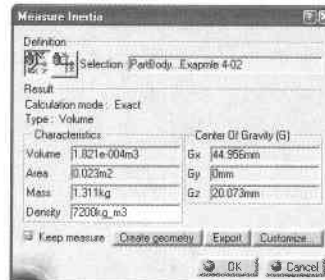 Measure Inertia
Definition
Selection PartBody...Exapmle 4-02
Result
Calculation mode : Exact
Type : Volume
Characteristics
Center Of Gravity (G)
Volume 1.821e-004m3
Gx 44.956mm
Area 0.023m2
Gy 0mm
Mass 1.311kg
Gz 20.073mm
Density 7200kg_m3
Keep measure Create geometry Export Customize...
OK Cancel